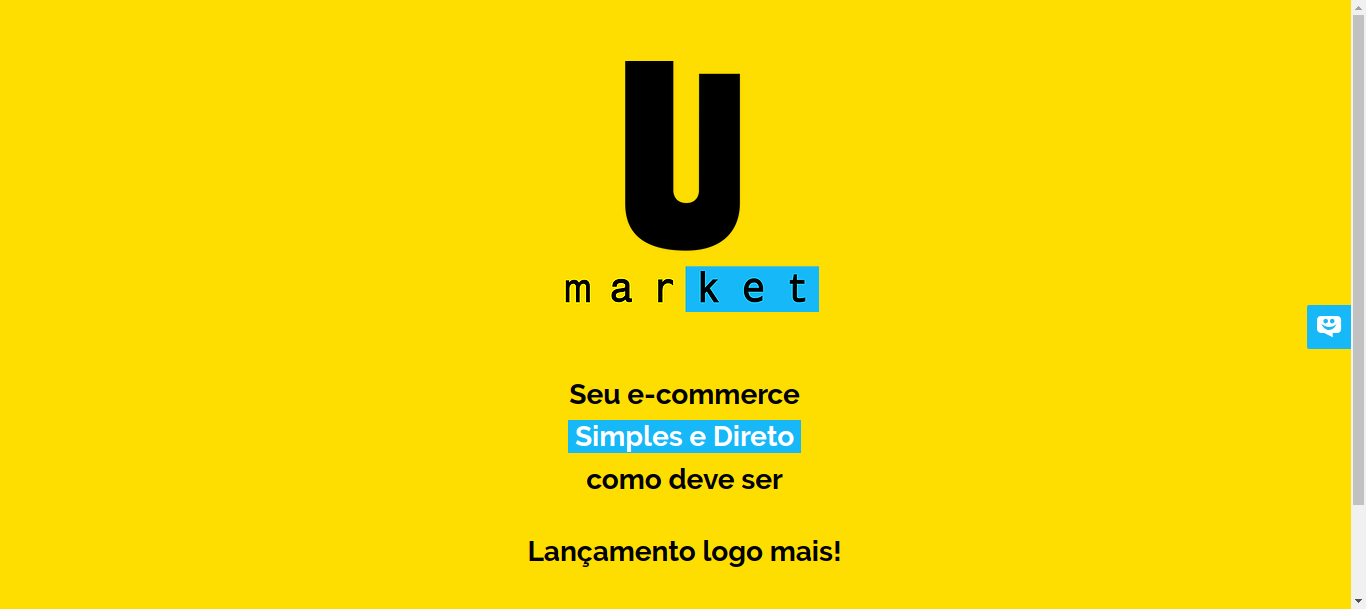 U
market
Seu e-commerce
Simples e Direto
como deve ser
Lançamento logo mais!